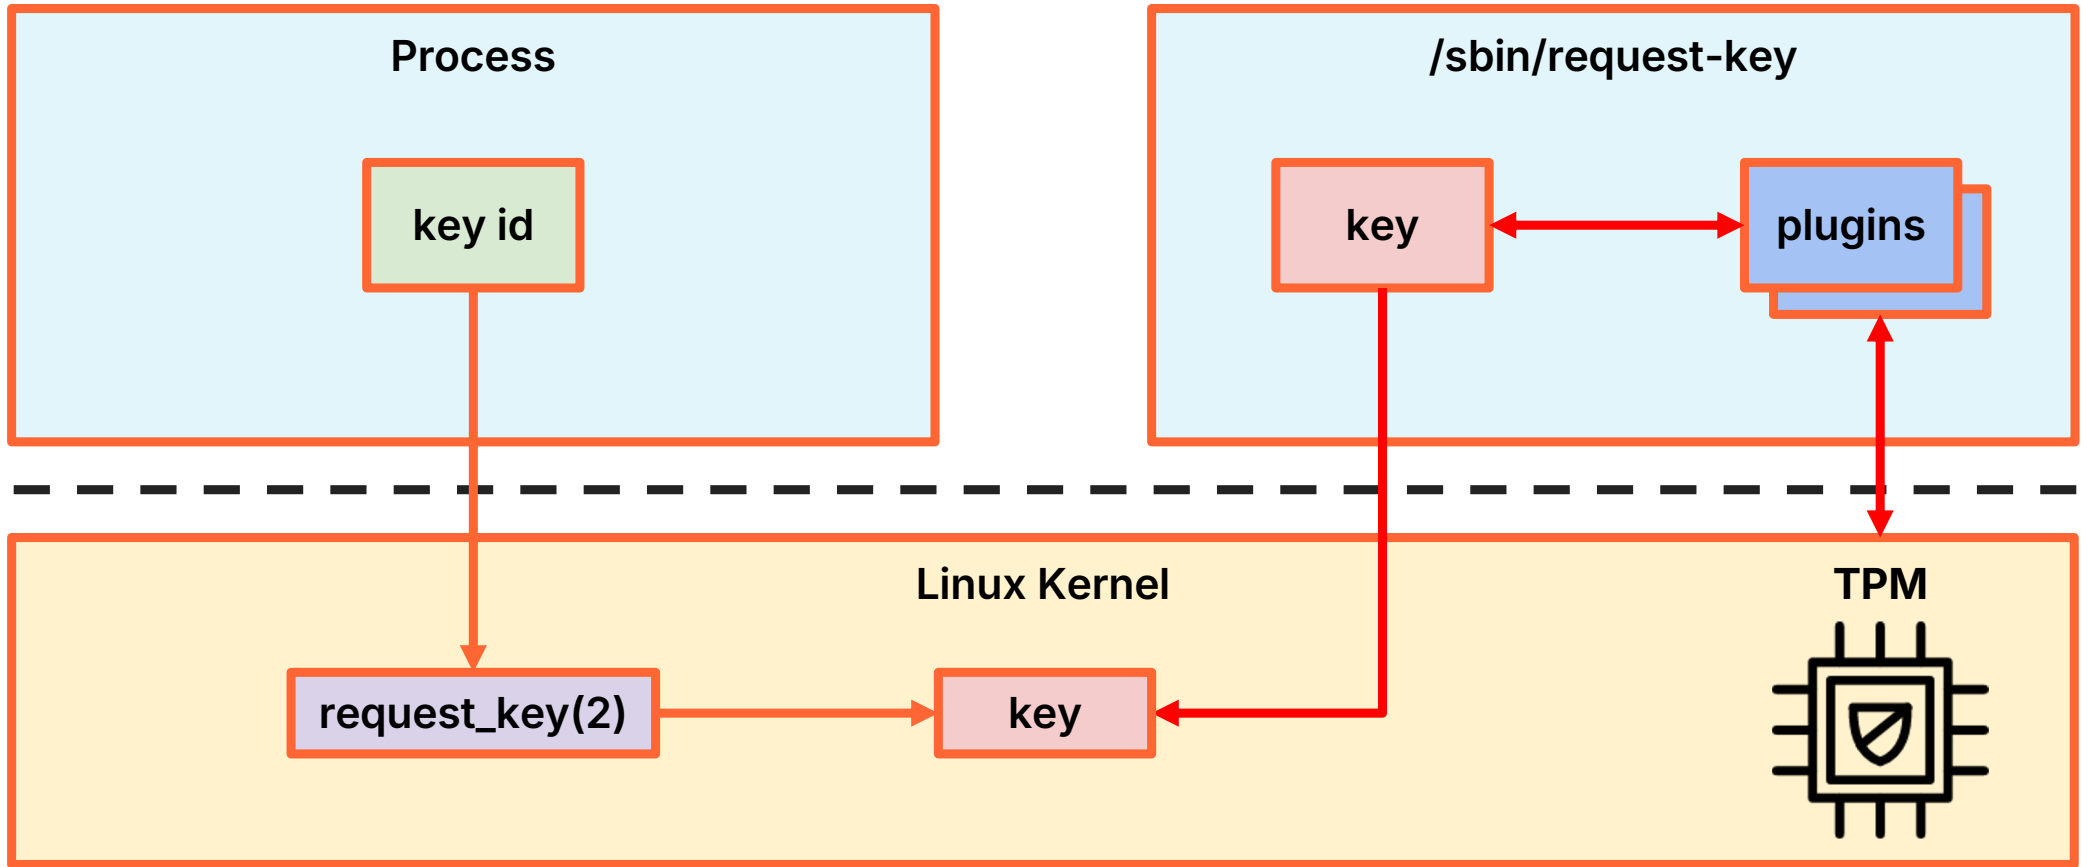 Process
/sbin/request-key
key id
key
plugins
Linux Kernel
TPM
request_key(2)
key